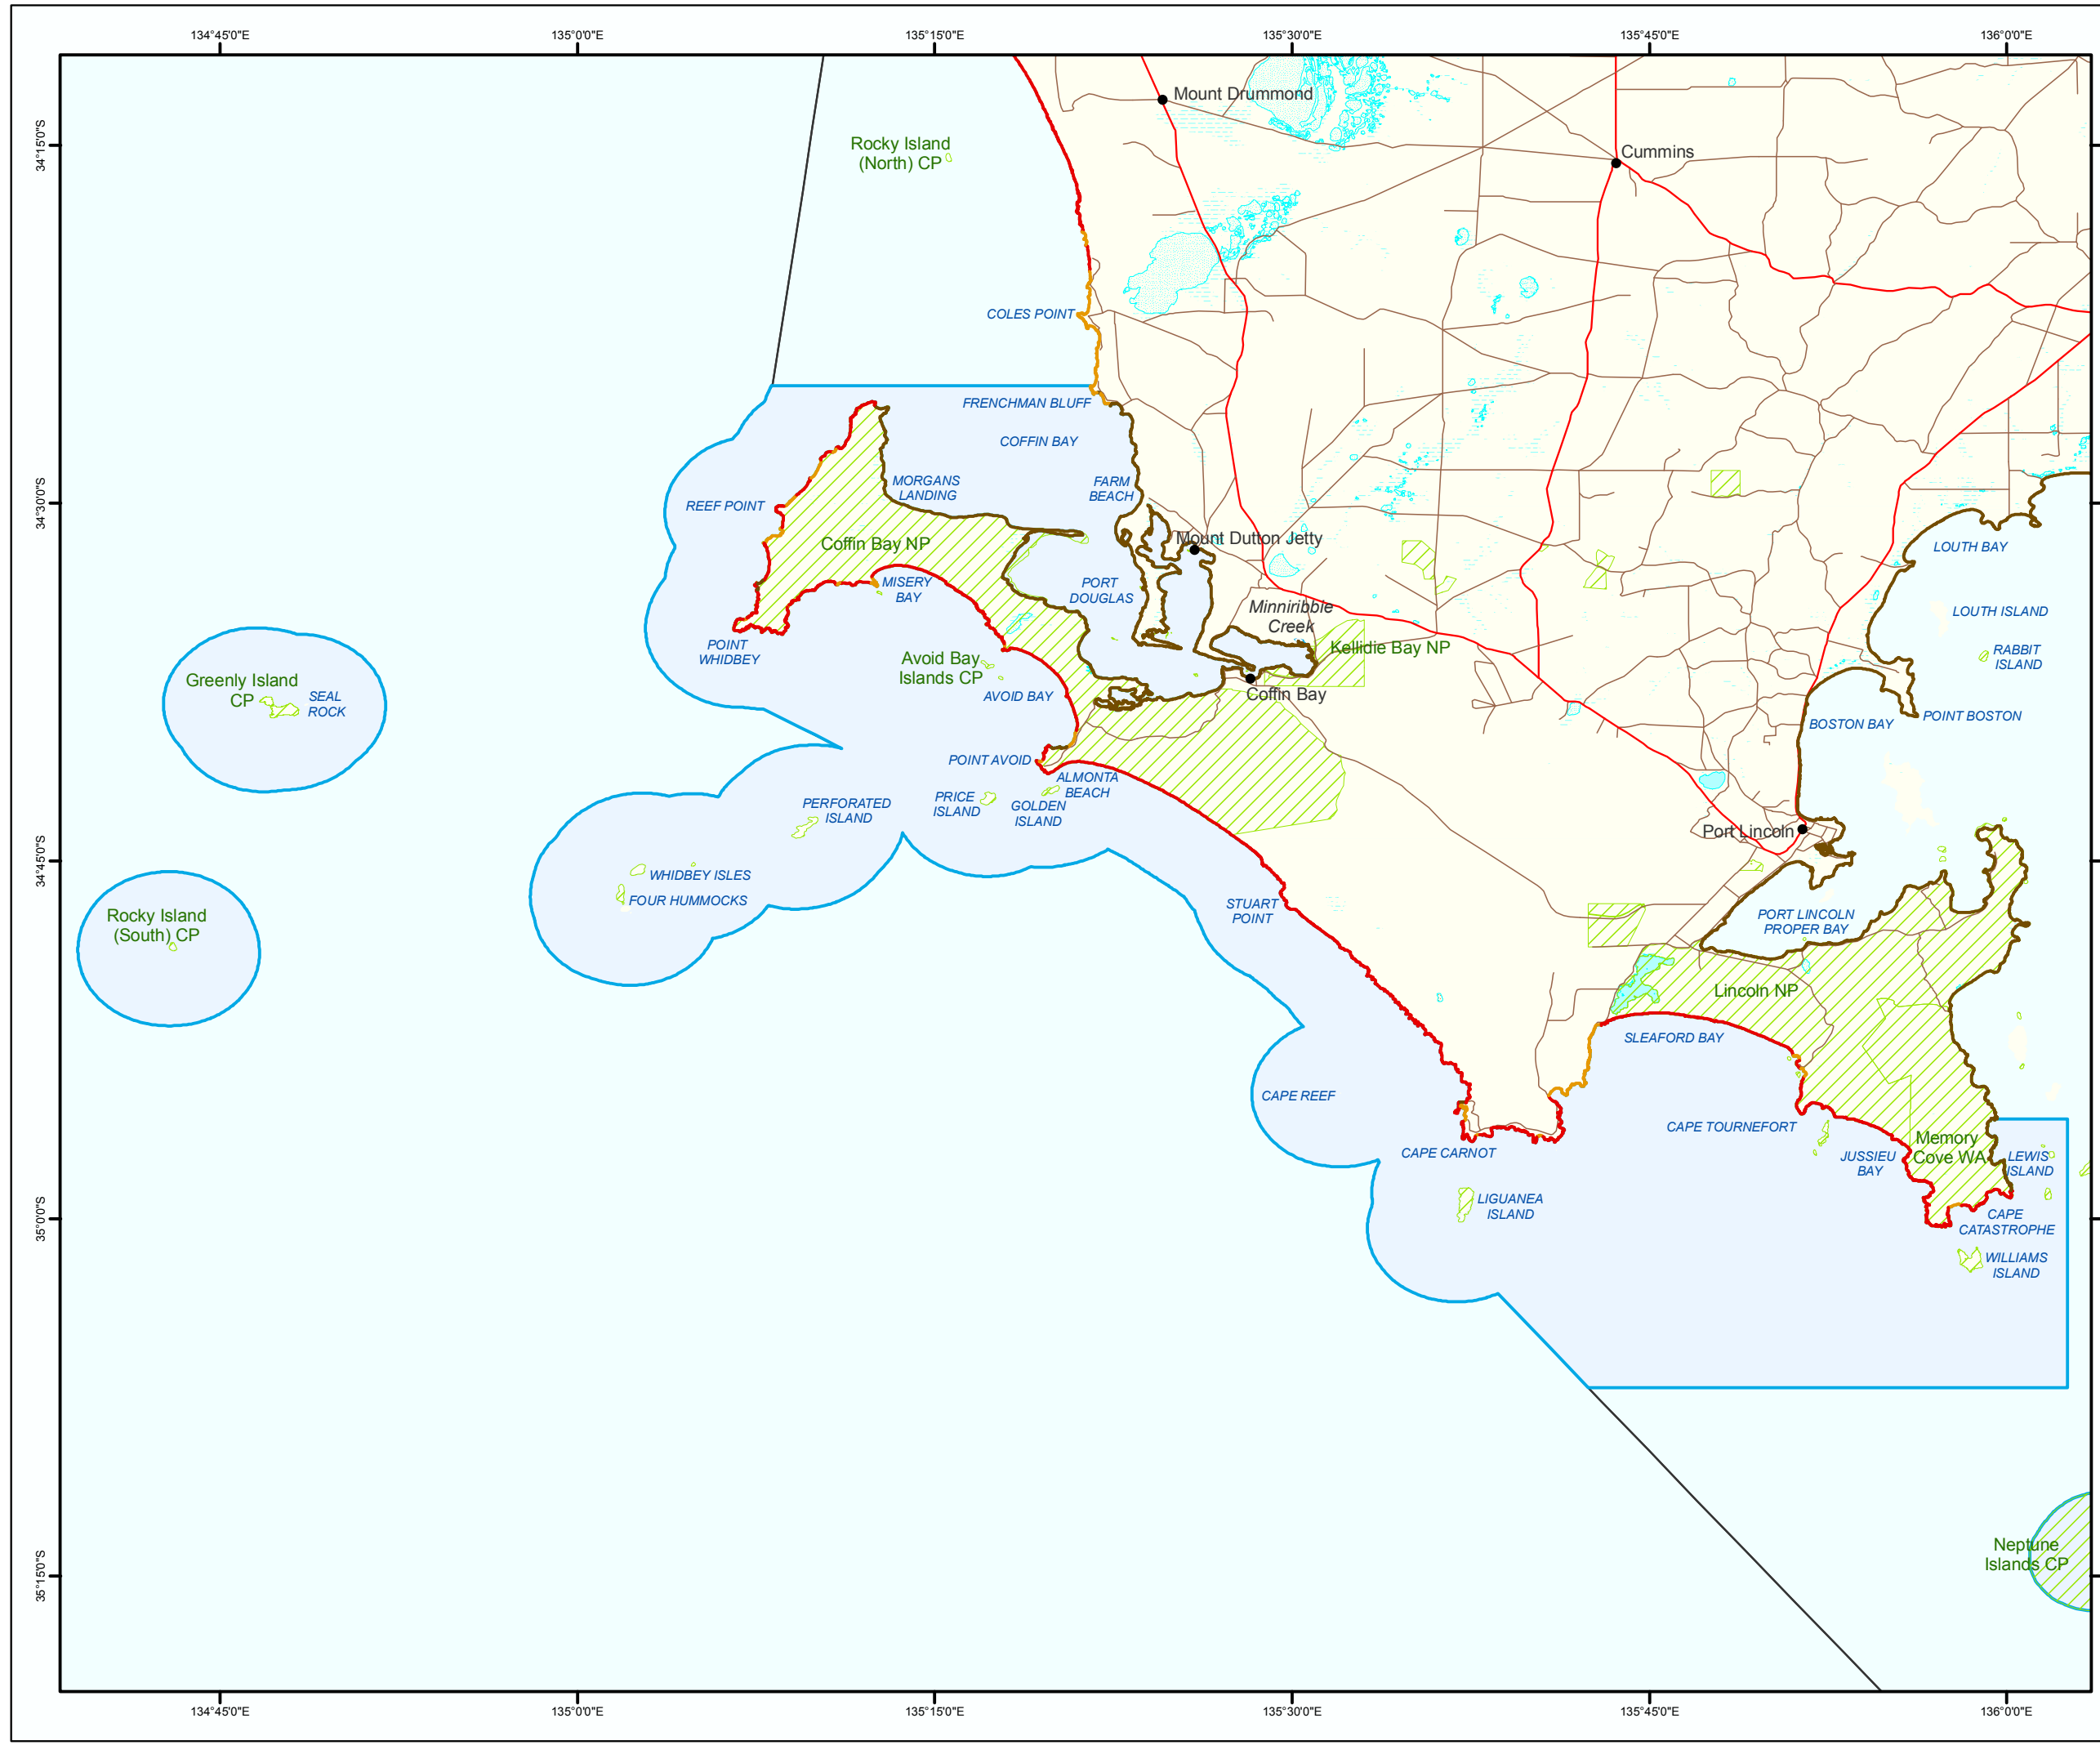 134°45'0"E
135°0'0"E
135°15'0"E
135°30'0"E
135°45'0"E
136°0'0"E
Mount Drummond
34°15'0"S
Rocky Island
(North) CP
Cummins
COLES POINT
FRENCHMAN BLUFF
COFFIN BAY
MORGANS
LANDING
FARM
BEACH
34°30'0"S
REEF POINT
Coffin Bay NP
Mount Dutton Jetty
LOUTH BAY
MISERY
BAY
PORT
DOUGLAS
Minniribbie
Creek
LOUTH ISLAND
POINT
WHIDBEY
Kellidie Bay NP
RABBIT
ISLAND
Avoid Bay
Islands CP
Greenly Island
CP
SEAL
ROCK
AVOID BAY
Coffin Bay
BOSTON BAY
POINT BOSTON
POINT AVOID
ALMONTA
BEACH
PRICE
ISLAND
GOLDEN
ISLAND
PERFORATED
ISLAND
Port Lincoln
34°45'0"S
WHIDBEY ISLES
FOUR HUMMOCKS
Rocky Island
(South) CP
STUART
POINT
PORT LINCOLN
PROPER BAY
Lincoln NP
SLEAFORD BAY
CAPE REEF
CAPE TOURNEFORT
CAPE CARNOT
JUSSIEU
BAY
Memory
Cove WA
LEWIS
ISLAND
LIGUANEA
ISLAND
35°0'0"S
CAPE
CATASTROPHE
WILLIAMS
ISLAND
Neptune
Islands CP
35°15'0"S
134°45'0"E
135°0'0"E
135°15'0"E
135°30'0"E
135°45'0"E
136°0'0"E